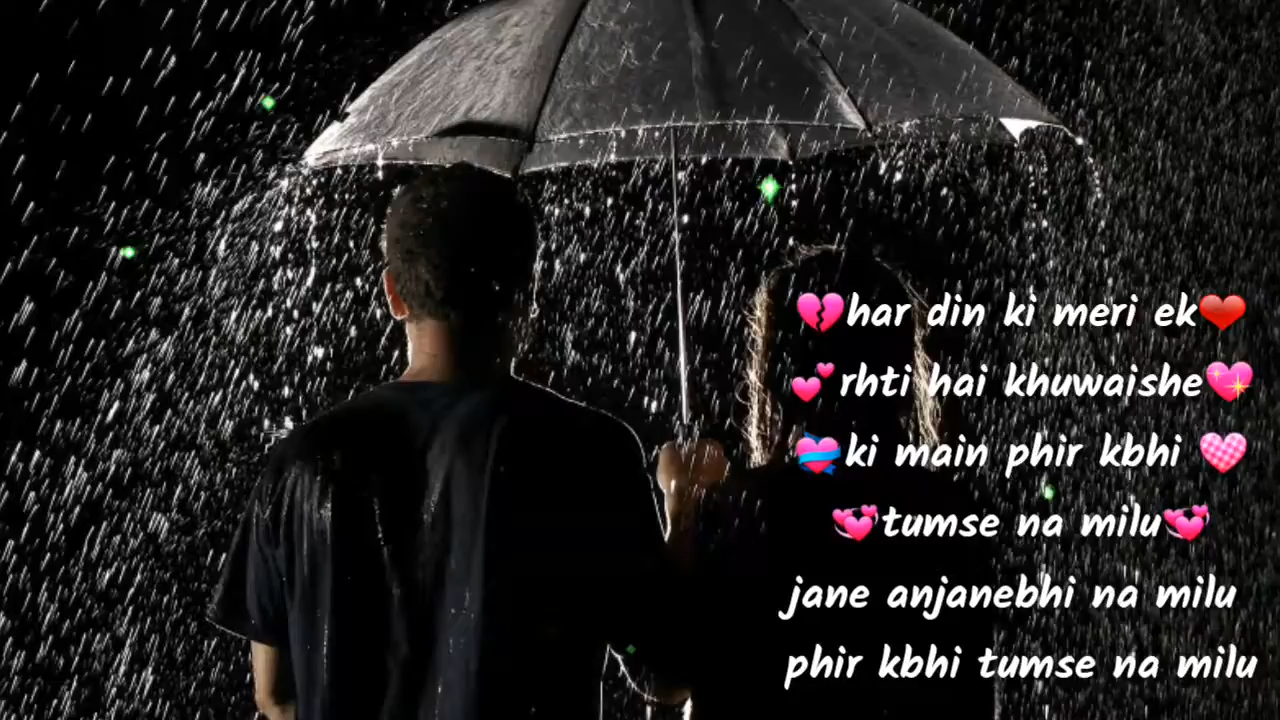 💔har din ki meri ek❤️
💕rhti hai khuwaishe💖
💝ki main phir kbhi 💟
💞tumse na milu💞
jane anjanebhi na milu
phir kbhi tumse na milu